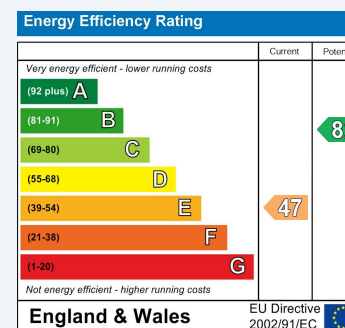 Energy Efficiency Rating
Current
Very energy efficient - lower running costs
(92 plus) A
(81-91) B
(69-80) C
(55-68) D
(39-54) E 47
(21-38) F
(1-20) G
Not energy efficient - higher running costs
England & Wales
EU Directive
2002/91/EC